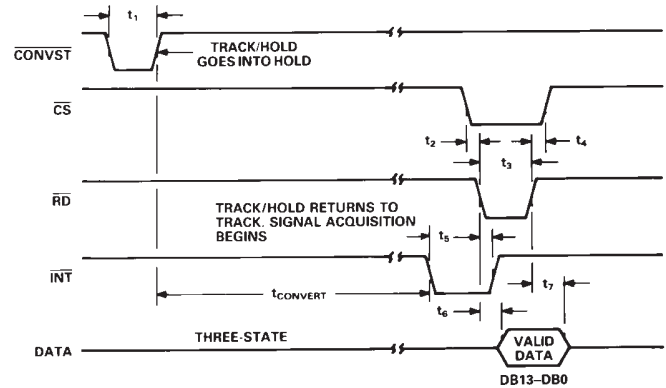 t1
CONVST
TRACK/HOLD
GOES INTO HOLD
CS
t2
t4
t3
RD
TRACK/HOLD RETURNS TO
TRACK. SIGNAL ACQUISITION
BEGINS
t5
INT
tCONVERT
t7
t6
DATA
THREE-STATE
VALID
DATA
DB13–DB0